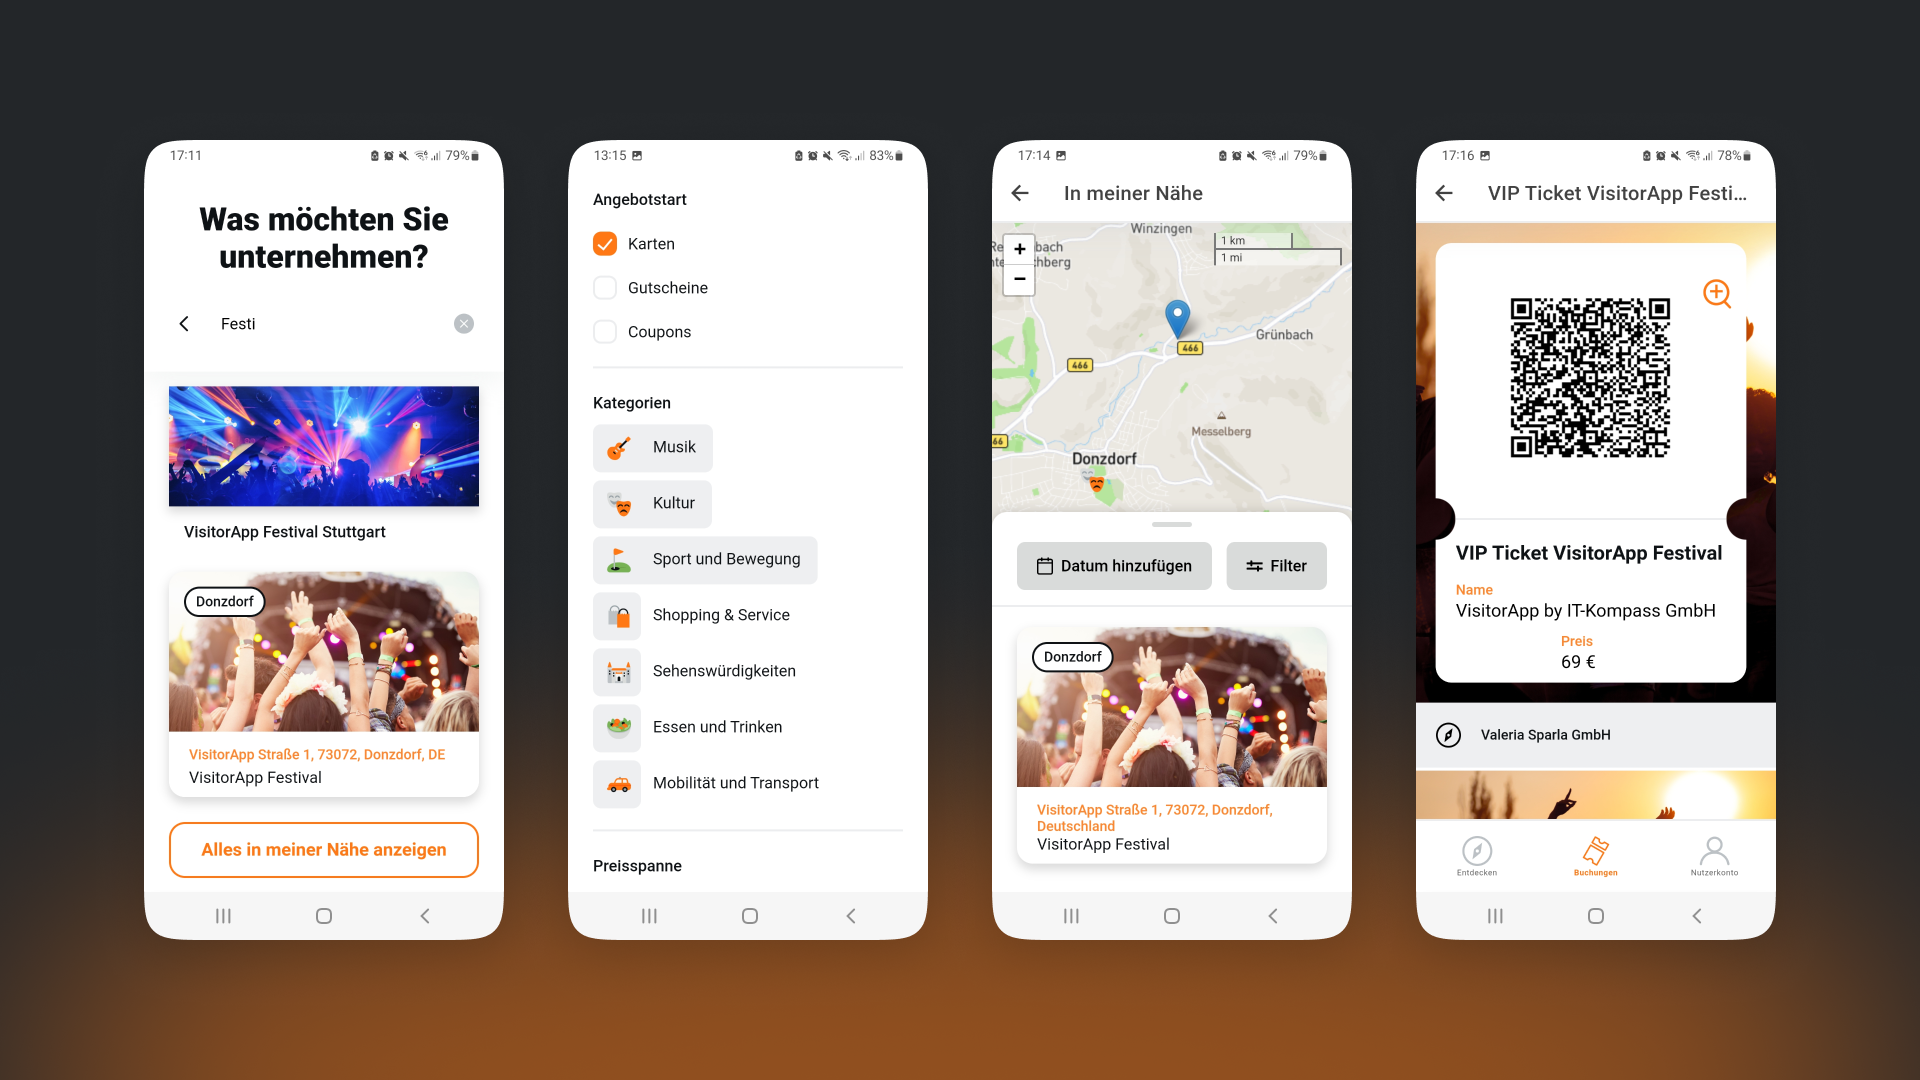 17:11
79%
Was möchten Sie
unternehmen?
Festi
VisitorApp Festival Stuttgart
Donzdorf
VisitorApp Straße 1, 73072, Donzdorf, DE
VisitorApp Festival
Alles in meiner Nähe anzeigen
13:15
83%
Angebotstart
Karten
Gutscheine
Coupons
Kategorien
Musik
Kultur
Sport und Bewegung
Shopping & Service
Sehenswürdigkeiten
Essen und Trinken
Mobilität und Transport
Preisspanne
17:14
79%
In meiner Nähe
Winzingen
+
−
1 km
1 mi
Grünbach
466
466
Messelberg
66
Donzdorf
Datum hinzufügen
Filter
Donzdorf
VisitorApp Straße 1, 73072, Donzdorf,
Deutschland
VisitorApp Festival
17:16
78%
VIP Ticket VisitorApp Festi...
VIP Ticket VisitorApp Festival
Name
VisitorApp by IT-Kompass GmbH
Preis
69 €
Valeria Sparla GmbH
Entdecken
Buchungen
Nutzerkonto